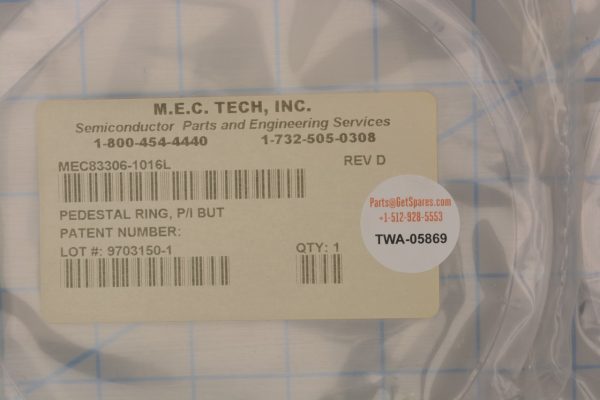 M.E.C. TECH, INC.
Semiconductor Parts and Engineering Services
1-800-454-4440 1-732-505-0308
MEC83306-1016L REV D
PEDESTAL RING, P/I BUT
PATENT NUMBER:
LOT #: 9703150-1 QTY: 1
Parts@GetSpares.com
+1-512-928-5553
TWA-05869